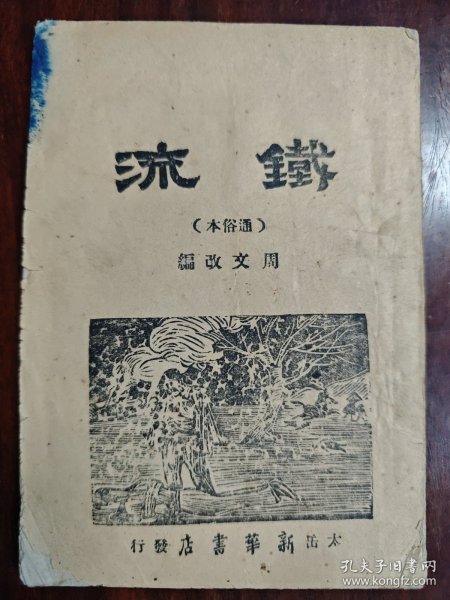 鐵流
（通俗本）
周文改編
太岳新華書店發行
孔夫子旧书网
www.kongfz.com